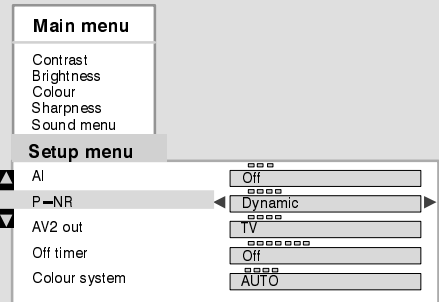 Main menu
Contrast
Brightness
Colour
Sharpness
Sound menu
Setup menu
AI Off
P–NR Dynamic
AV2 out TV
Off timer Off
Colour system AUTO